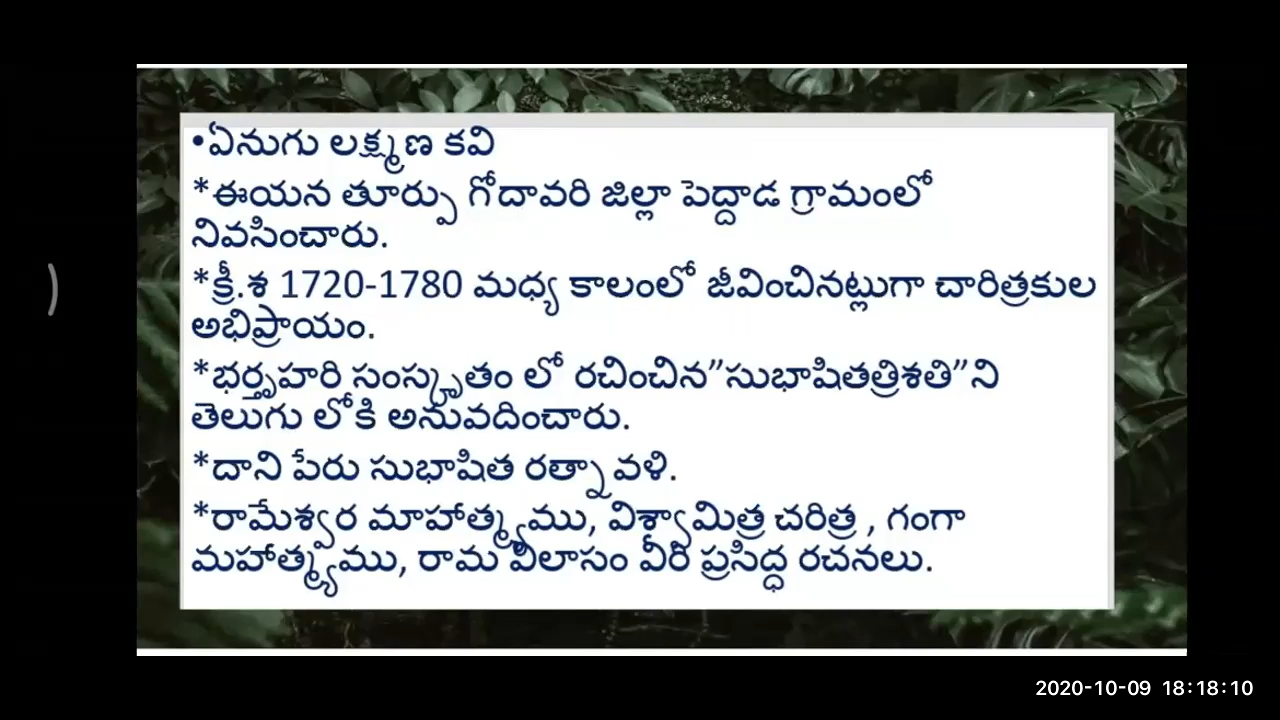 •ఏనుగు లక్ష్మణ కవి
*ఈయన తూర్పు గోదావరి జిల్లా పెద్దాడ గ్రామంలో
నివసించారు.
*క్రీ.శ 1720-1780 మధ్య కాలంలో జీవించినట్లుగా చారిత్రకుల
అభిప్రాయం.
*భర్తృహరి సంస్కృతం లో రచించిన”సుభాషితత్రిశతి”ని
తెలుగు లోకి అనువదించారు.
*దాని పేరు సుభాషిత రత్నా వళి.
*రామేశ్వర మాహాత్మ్యము, విశ్వామిత్ర చరిత్ర , గంగా
మహాత్మ్యము, రామ విలాసం వీరి ప్రసిద్ధ రచనలు.
2020-10-09 18:18:10